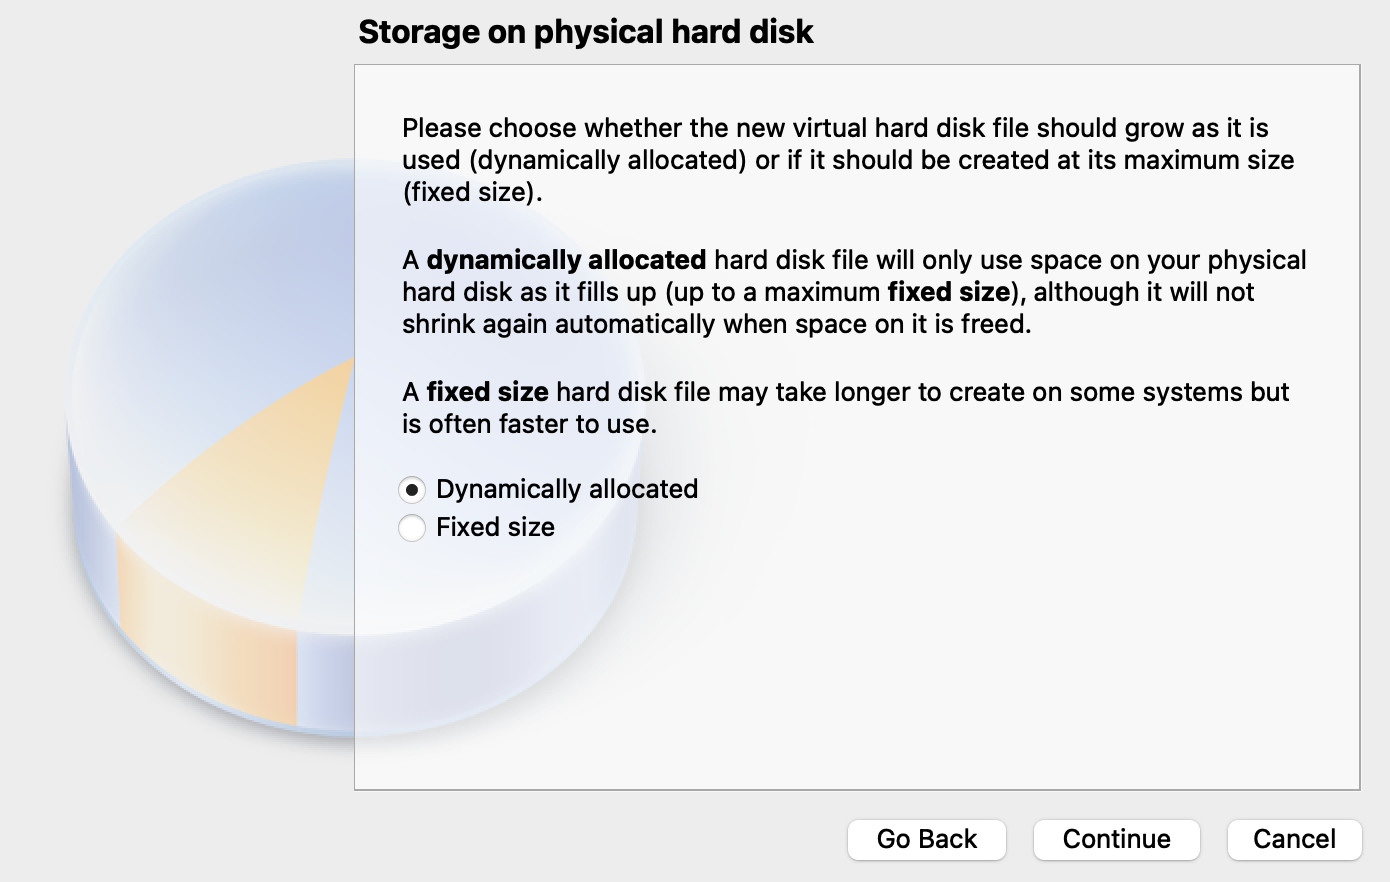 Storage on physical hard disk
Please choose whether the new virtual hard disk file should grow as it is
used (dynamically allocated) or if it should be created at its maximum size
(fixed size).
A dynamically allocated hard disk file will only use space on your physical
hard disk as it fills up (up to a maximum fixed size), although it will not
shrink again automatically when space on it is freed.
A fixed size hard disk file may take longer to create on some systems but
is often faster to use.
Dynamically allocated
Fixed size
Go Back
Continue
Cancel